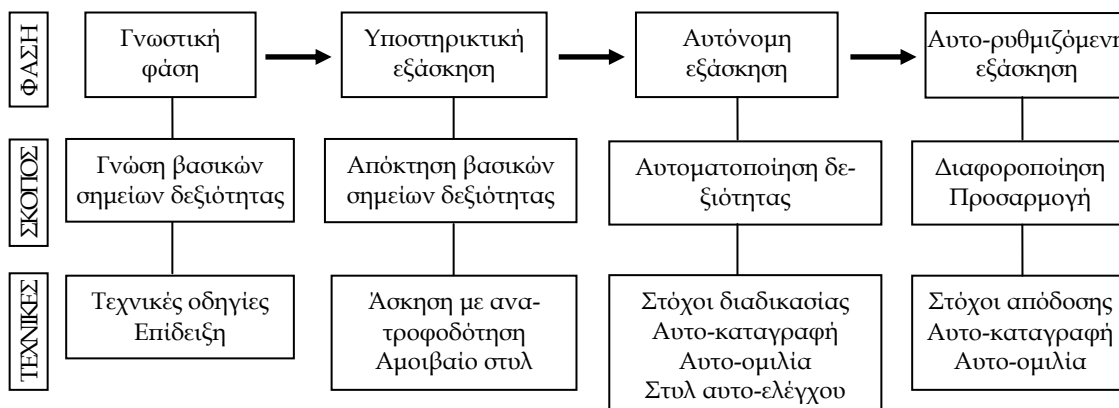 ΦΑΣΗ
Γνωστική
φάση
Υποστηρικτική
εξάσκηση
Αυτόνομη
εξάσκηση
Αυτο-ρυθμιζόμενη
εξάσκηση
ΣΚΟΠΟΣ
Γνώση βασικών
σημείων δεξιότητας
Απόκτηση βασικών
σημείων δεξιότητας
Αυτοματοποίηση δε-
ξιότητας
Διαφοροποίηση
Προσαρμογή
ΤΕΧΝΙΚΕΣ
Τεχνικές οδηγίες
Επίδειξη
Άσκηση με ανα-
τροφοδότηση
Αμοιβαίο στυλ
Στόχοι διαδικασίας
Αυτο-καταγραφή
Αυτο-ομιλία
Στυλ αυτο-ελέγχου
Στόχοι απόδοσης
Αυτο-καταγραφή
Αυτο-ομιλία